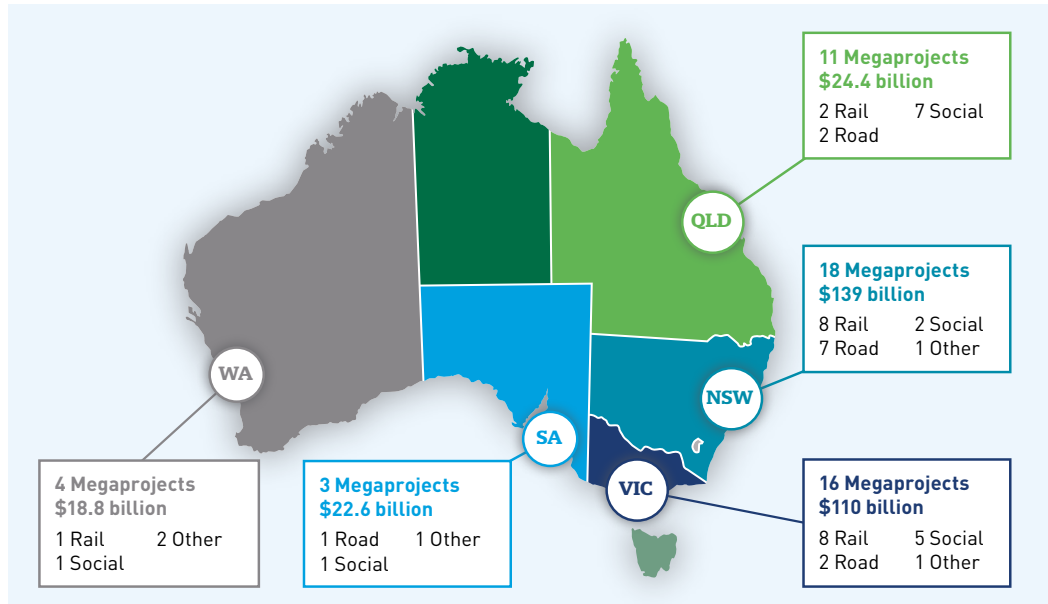 11 Megaprojects
$24.4 billion
2 Rail 7 Social
2 Road
QLD
18 Megaprojects
$139 billion
8 Rail 2 Social
7 Road 1 Other
NSW
WA
SA
VIC
4 Megaprojects
$18.8 billion
1 Rail 2 Other
1 Social
3 Megaprojects
$22.6 billion
1 Road 1 Other
1 Social
16 Megaprojects
$110 billion
8 Rail 5 Social
2 Road 1 Other